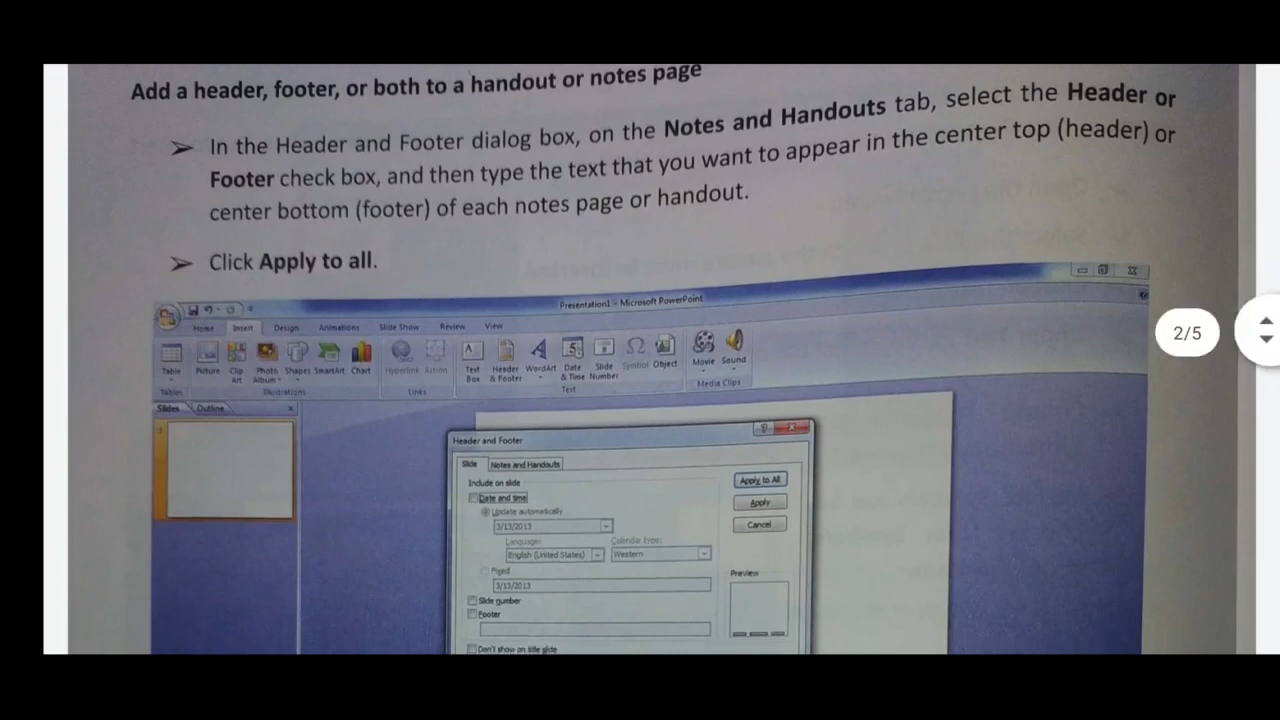 Add a header, footer, or both to a handout or notes page
➢ In the Header and Footer dialog box, on the Notes and Handouts tab, select the Header or
Footer check box, and then type the text that you want to appear in the center top (header) or
center bottom (footer) of each notes page or handout.
➢ Click Apply to all.
Presentation1 - Microsoft PowerPoint
Home Insert Design Animations Slide Show Review View
Table Picture Clip Art Photo Album Shapes SmartArt Chart Hyperlink Action Text Box Header & Footer WordArt Date & Time Slide Number Symbol Object Movie Sound
Tables Illustrations Links Text Media Clips
Slides Outline
1
2/5
Header and Footer
Slide Notes and Handouts
Include on slide
Date and time
Update automatically
3/13/2013
Language: Calendar type:
English (United States) Western
Fixed
3/13/2013
Slide number
Footer
Don't show on title slide
Apply to All
Apply
Cancel
Preview